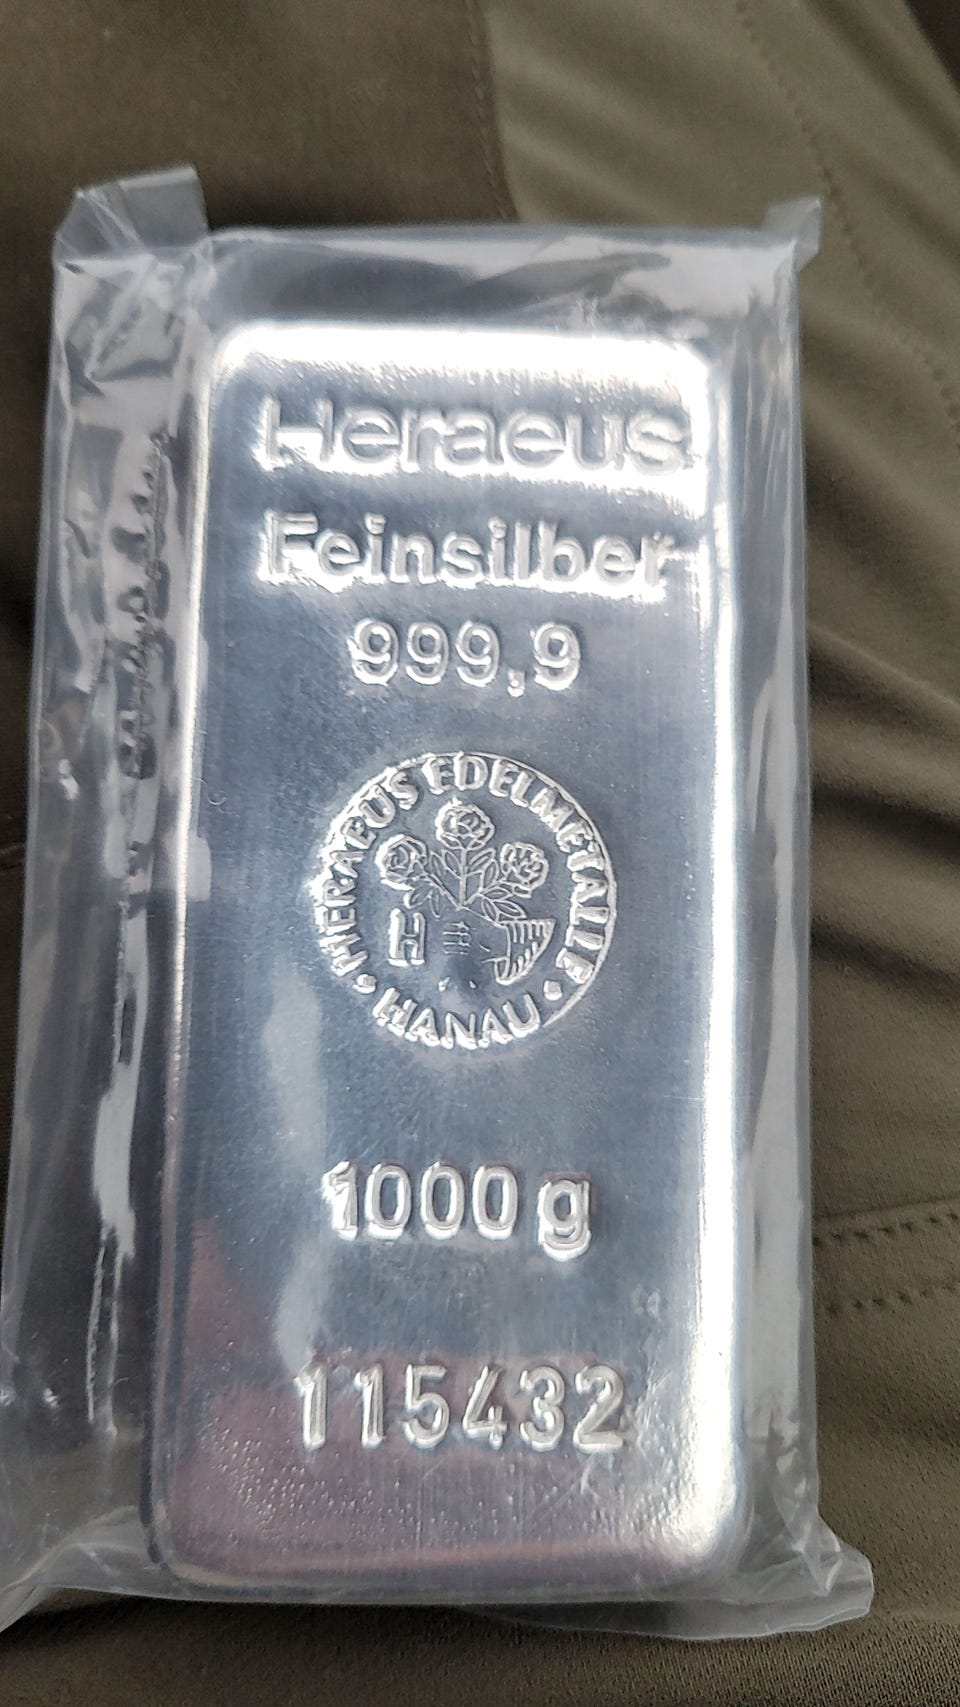 Heraeus
Feinsilber
999,9
HERAEUS EDELMETALLE
H
• HANAU •
1000 g
115432